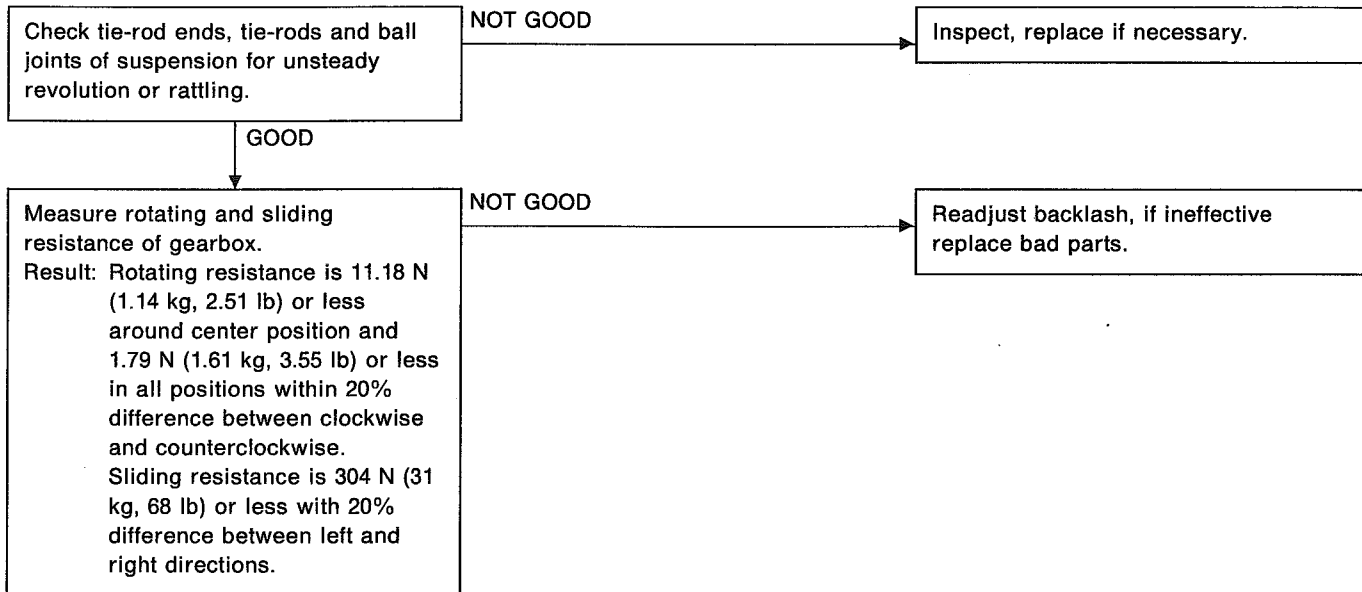 Check tie-rod ends, tie-rods and ball
joints of suspension for unsteady
revolution or rattling.
NOT GOOD
Inspect, replace if necessary.
GOOD
Measure rotating and sliding
resistance of gearbox.
Result: Rotating resistance is 11.18 N
(1.14 kg, 2.51 lb) or less
around center position and
1.79 N (1.61 kg, 3.55 lb) or less
in all positions within 20%
difference between clockwise
and counterclockwise.
Sliding resistance is 304 N (31
kg, 68 lb) or less with 20%
difference between left and
right directions.
NOT GOOD
Readjust backlash, if ineffective
replace bad parts.